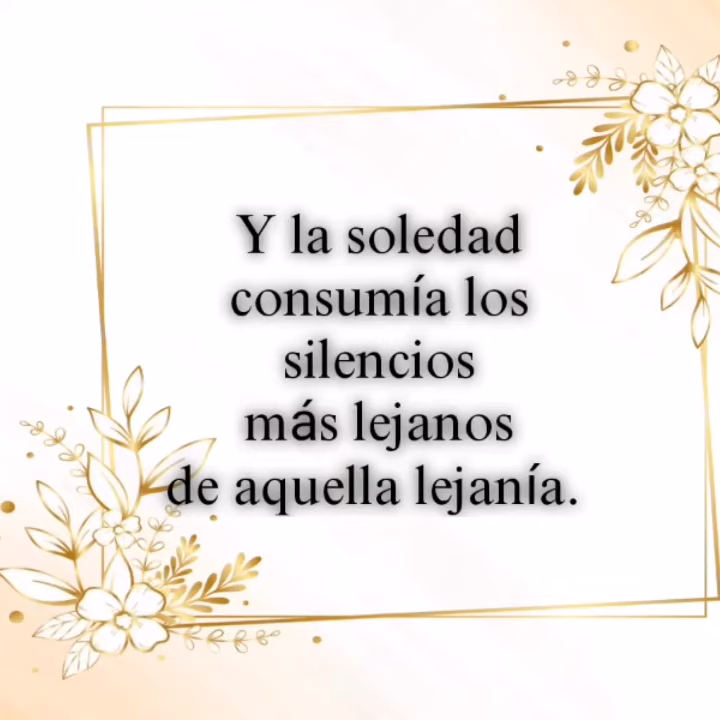 Y la soledad
consumía los
silencios
más lejanos
de aquella lejanía.